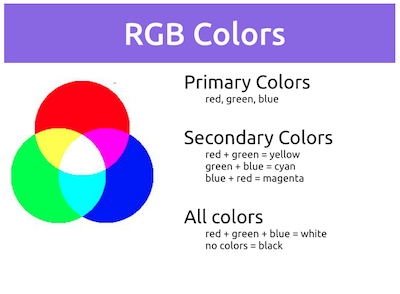 RGB Colors
Primary Colors
red, green, blue
Secondary Colors
red + green = yellow
green + blue = cyan
blue + red = magenta
All colors
red + green + blue = white
no colors = black